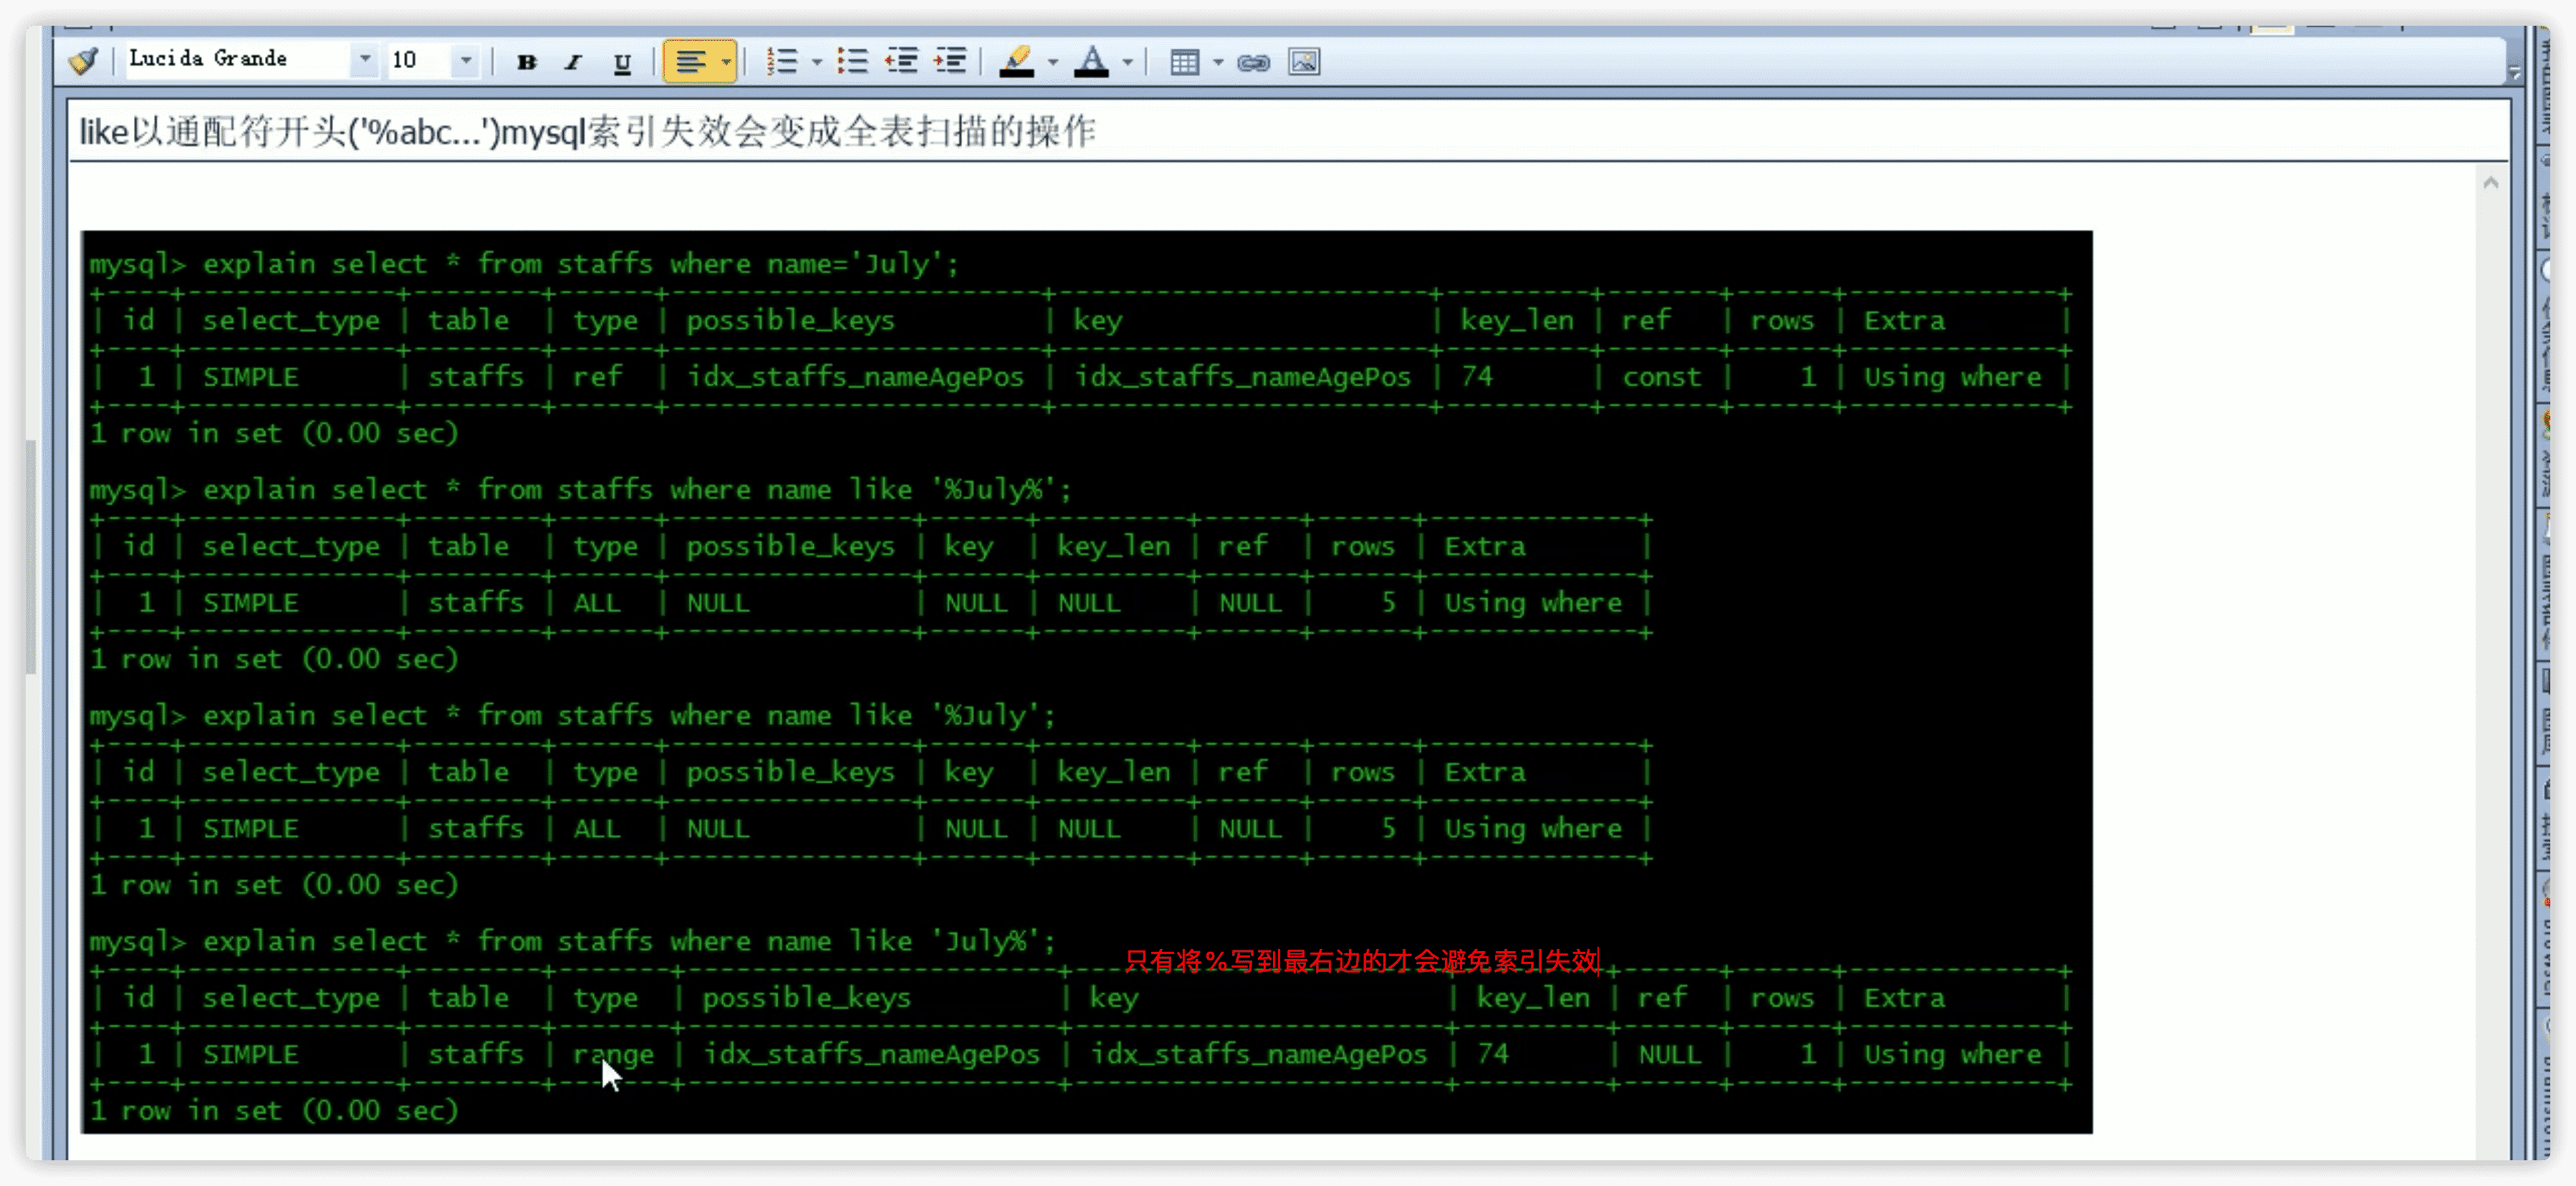 Lucida Grande 10 B I U A
like以通配符开头('%abc...')mysql索引失效会变成全表扫描的操作
mysql> explain select * from staffs where name='July';
+----+-------------+--------+------+-----------------------+-----------------------+---------+-------+------+-------------+
| id | select_type | table  | type | possible_keys         | key                   | key_len | ref   | rows | Extra       |
+----+-------------+--------+------+-----------------------+-----------------------+---------+-------+------+-------------+
|  1 | SIMPLE      | staffs | ref  | idx_staffs_nameAgePos | idx_staffs_nameAgePos | 74      | const |    1 | Using where |
+----+-------------+--------+------+-----------------------+-----------------------+---------+-------+------+-------------+
1 row in set (0.00 sec)
mysql> explain select * from staffs where name like '%July%';
+----+-------------+--------+------+---------------+------+---------+------+------+-------------+
| id | select_type | table  | type | possible_keys | key  | key_len | ref  | rows | Extra       |
+----+-------------+--------+------+---------------+------+---------+------+------+-------------+
|  1 | SIMPLE      | staffs | ALL  | NULL          | NULL | NULL    | NULL |    5 | Using where |
+----+-------------+--------+------+---------------+------+---------+------+------+-------------+
1 row in set (0.00 sec)
mysql> explain select * from staffs where name like '%July';
+----+-------------+--------+------+---------------+------+---------+------+------+-------------+
| id | select_type | table  | type | possible_keys | key  | key_len | ref  | rows | Extra       |
+----+-------------+--------+------+---------------+------+---------+------+------+-------------+
|  1 | SIMPLE      | staffs | ALL  | NULL          | NULL | NULL    | NULL |    5 | Using where |
+----+-------------+--------+------+---------------+------+---------+------+------+-------------+
1 row in set (0.00 sec)
mysql> explain select * from staffs where name like 'July%';
只有将%写到最右边的才会避免索引失效
+----+-------------+--------+-------+-----------------------+-----------------------+---------+------+------+-------------+
| id | select_type | table  | type  | possible_keys         | key                   | key_len | ref  | rows | Extra       |
+----+-------------+--------+-------+-----------------------+-----------------------+---------+------+------+-------------+
|  1 | SIMPLE      | staffs | range | idx_staffs_nameAgePos | idx_staffs_nameAgePos | 74      | NULL |    1 | Using where |
+----+-------------+--------+-------+-----------------------+-----------------------+---------+------+------+-------------+
1 row in set (0.00 sec)